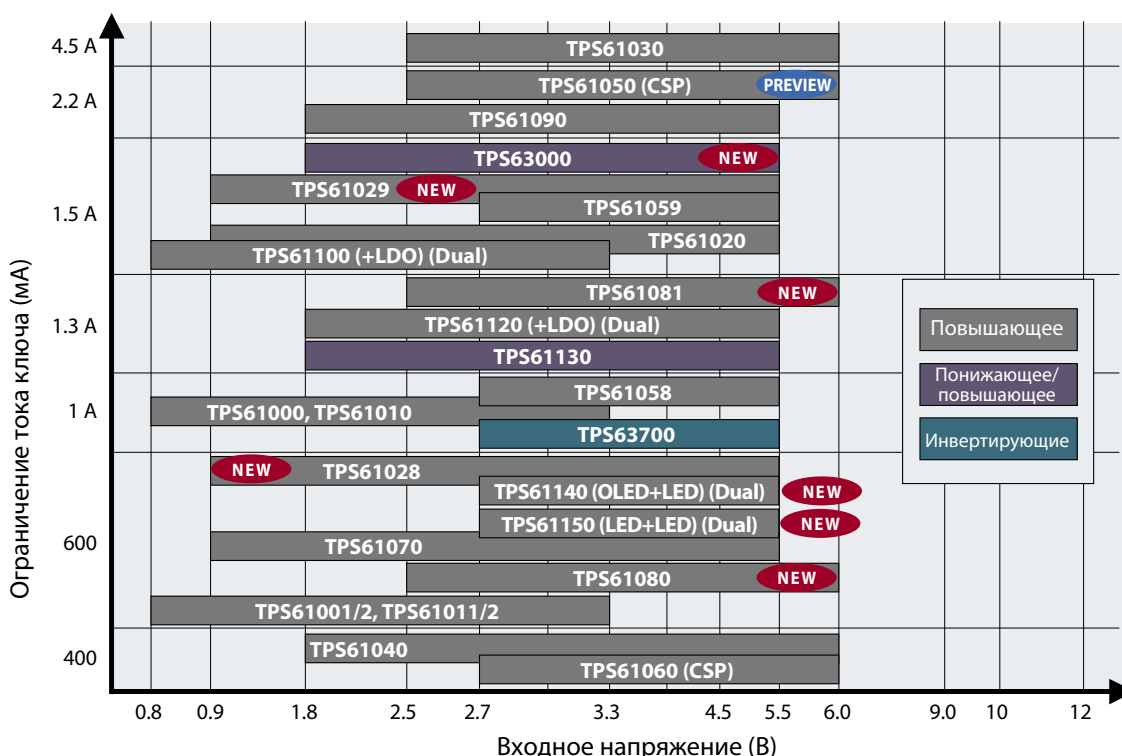 4.5 A
TPS61030
2.2 A
TPS61050 (CSP)
PREVIEW
TPS61090
TPS63000
NEW
1.5 A
TPS61029
NEW
TPS61059
TPS61020
TPS61100 (+LDO) (Dual)
1.3 A
TPS61081
NEW
TPS61120 (+LDO) (Dual)
TPS61130
1 A
TPS61058
TPS61000, TPS61010
TPS63700
600
NEW
TPS61028
TPS61140 (OLED+LED) (Dual)
NEW
TPS61150 (LED+LED) (Dual)
NEW
TPS61070
TPS61080
NEW
TPS61001/2, TPS61011/2
400
TPS61040
TPS61060 (CSP)
Повышающее
Понижающее/
повышающее
Инвертирующие
Ограничение тока ключа (мА)
0.8 0.9 1.8 2.5 2.7 3.3 4.5 5.5 6.0 9.0 10 12
Входное напряжение (В)